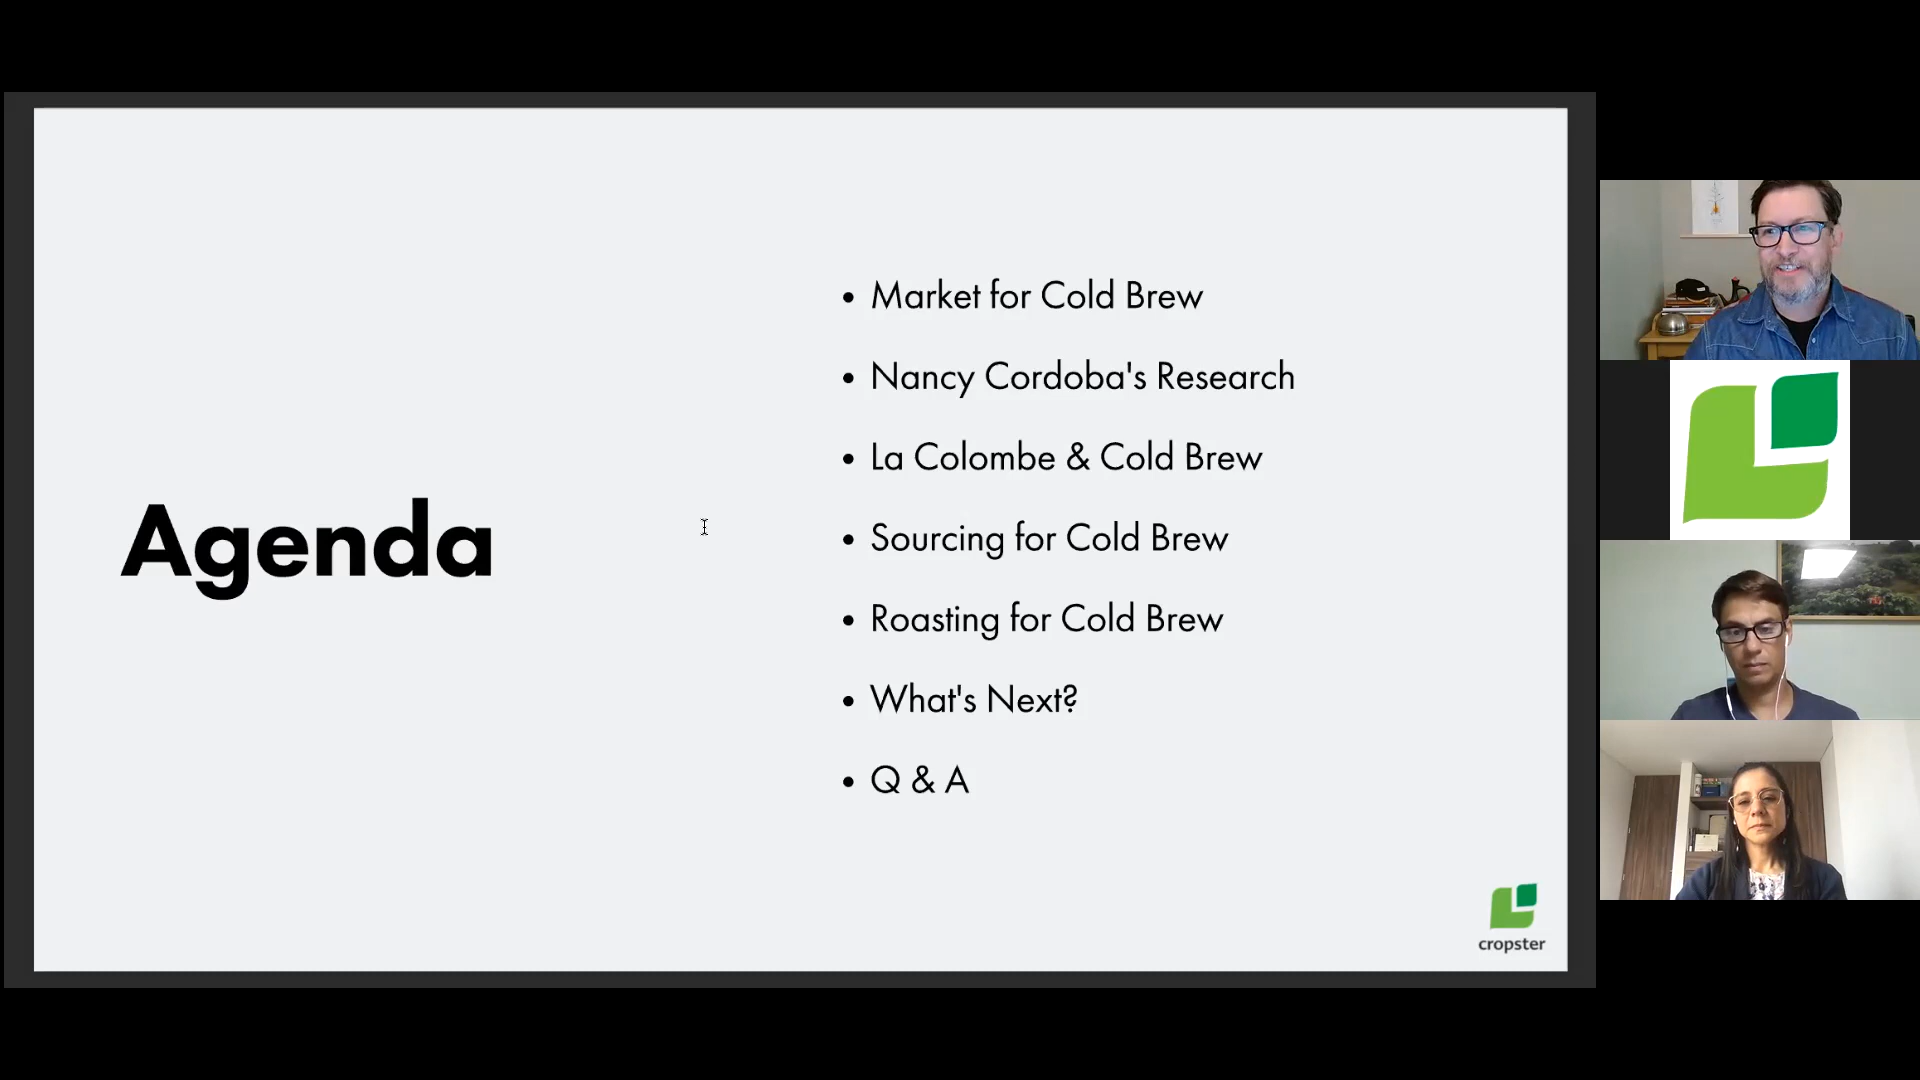 Agenda
• Market for Cold Brew
• Nancy Cordoba's Research
• La Colombe & Cold Brew
• Sourcing for Cold Brew
• Roasting for Cold Brew
• What's Next?
• Q & A
cropster